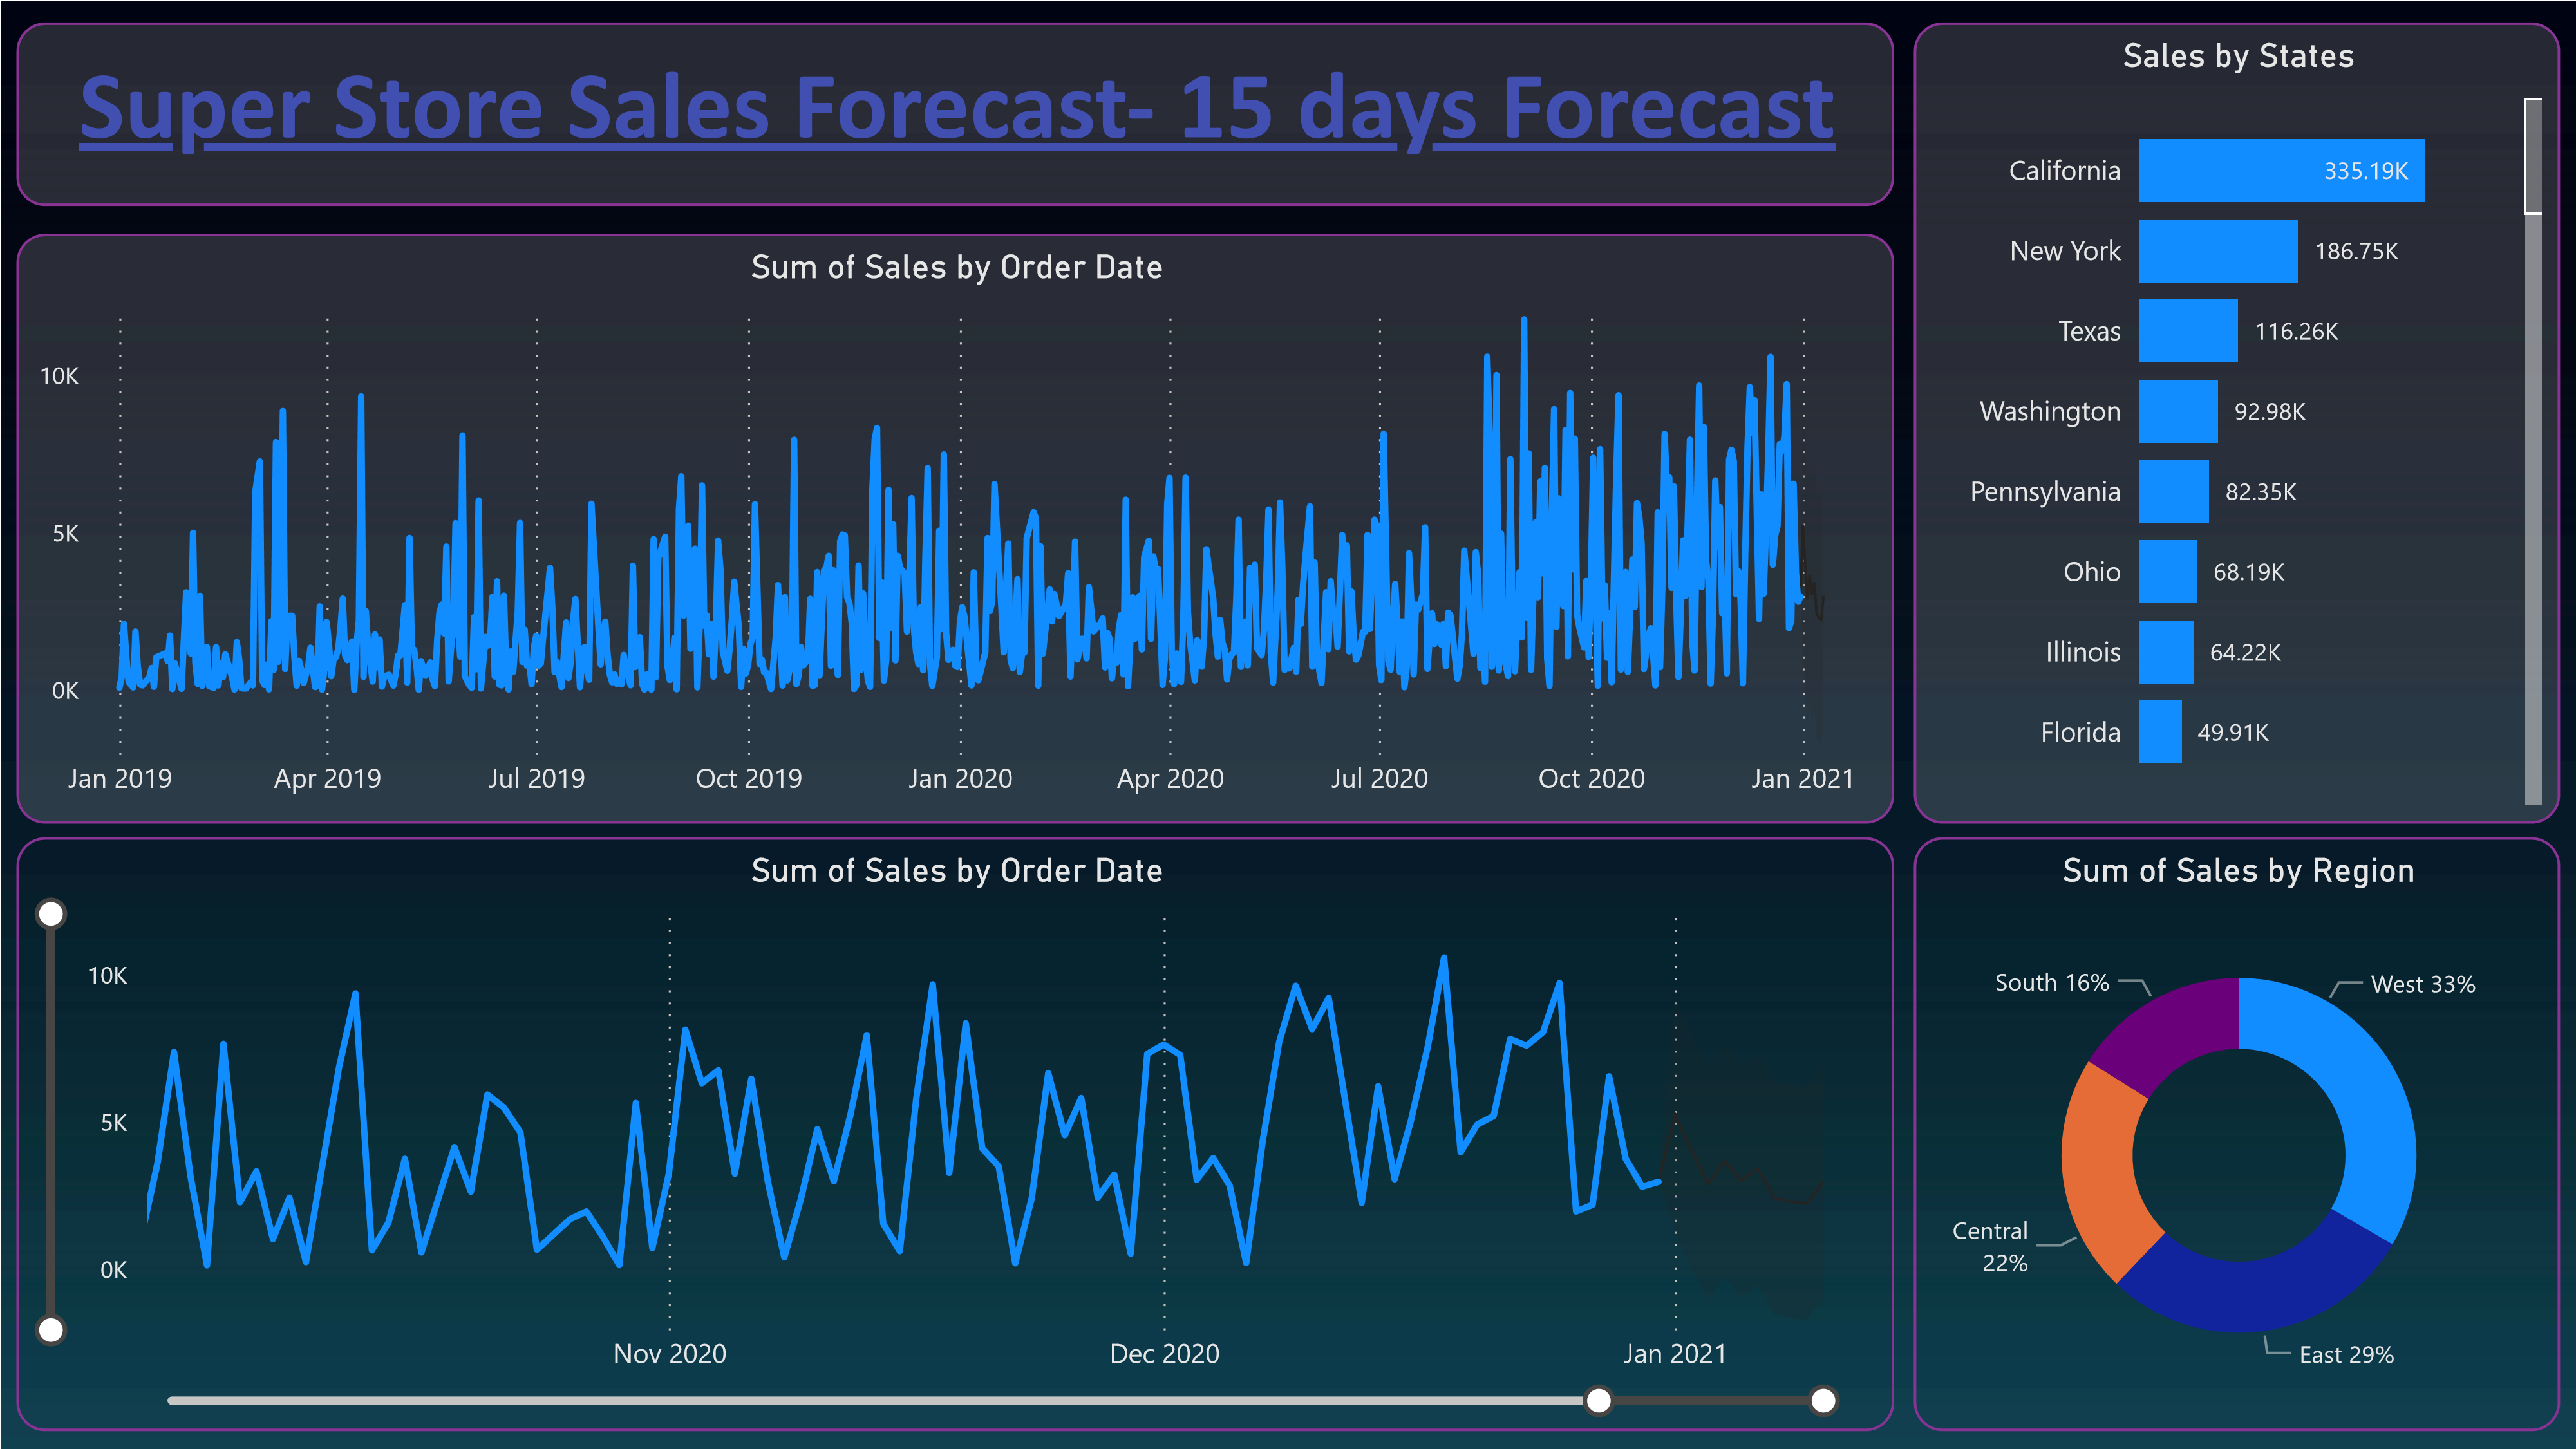 Super Store Sales Forecast- 15 days Forecast
Sum of Sales by Order Date
10K
5K
0K
Jan 2019 Apr 2019 Jul 2019 Oct 2019 Jan 2020 Apr 2020 Jul 2020 Oct 2020 Jan 2021
Sales by States
California 335.19K
New York 186.75K
Texas 116.26K
Washington 92.98K
Pennsylvania 82.35K
Ohio 68.19K
Illinois 64.22K
Florida 49.91K
Sum of Sales by Order Date
10K
5K
0K
Nov 2020 Dec 2020 Jan 2021
Sum of Sales by Region
South 16%
West 33%
Central
22%
East 29%